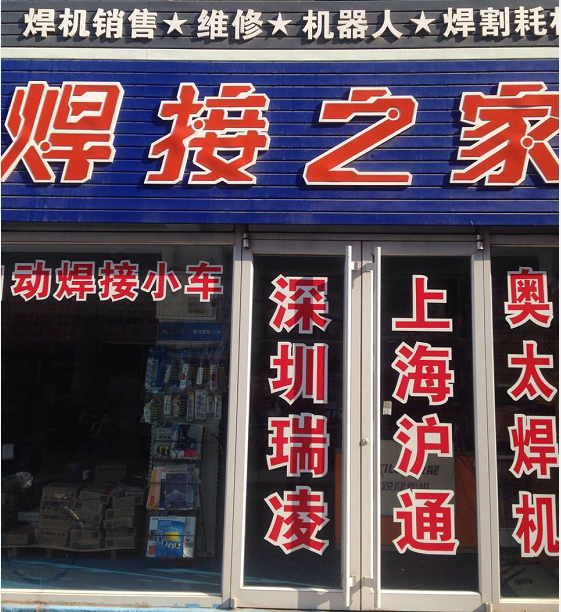 焊机销售★维修★机器人★焊割耗材
焊接之家
自动焊接小车
深圳瑞凌
上海沪通
奥太焊机